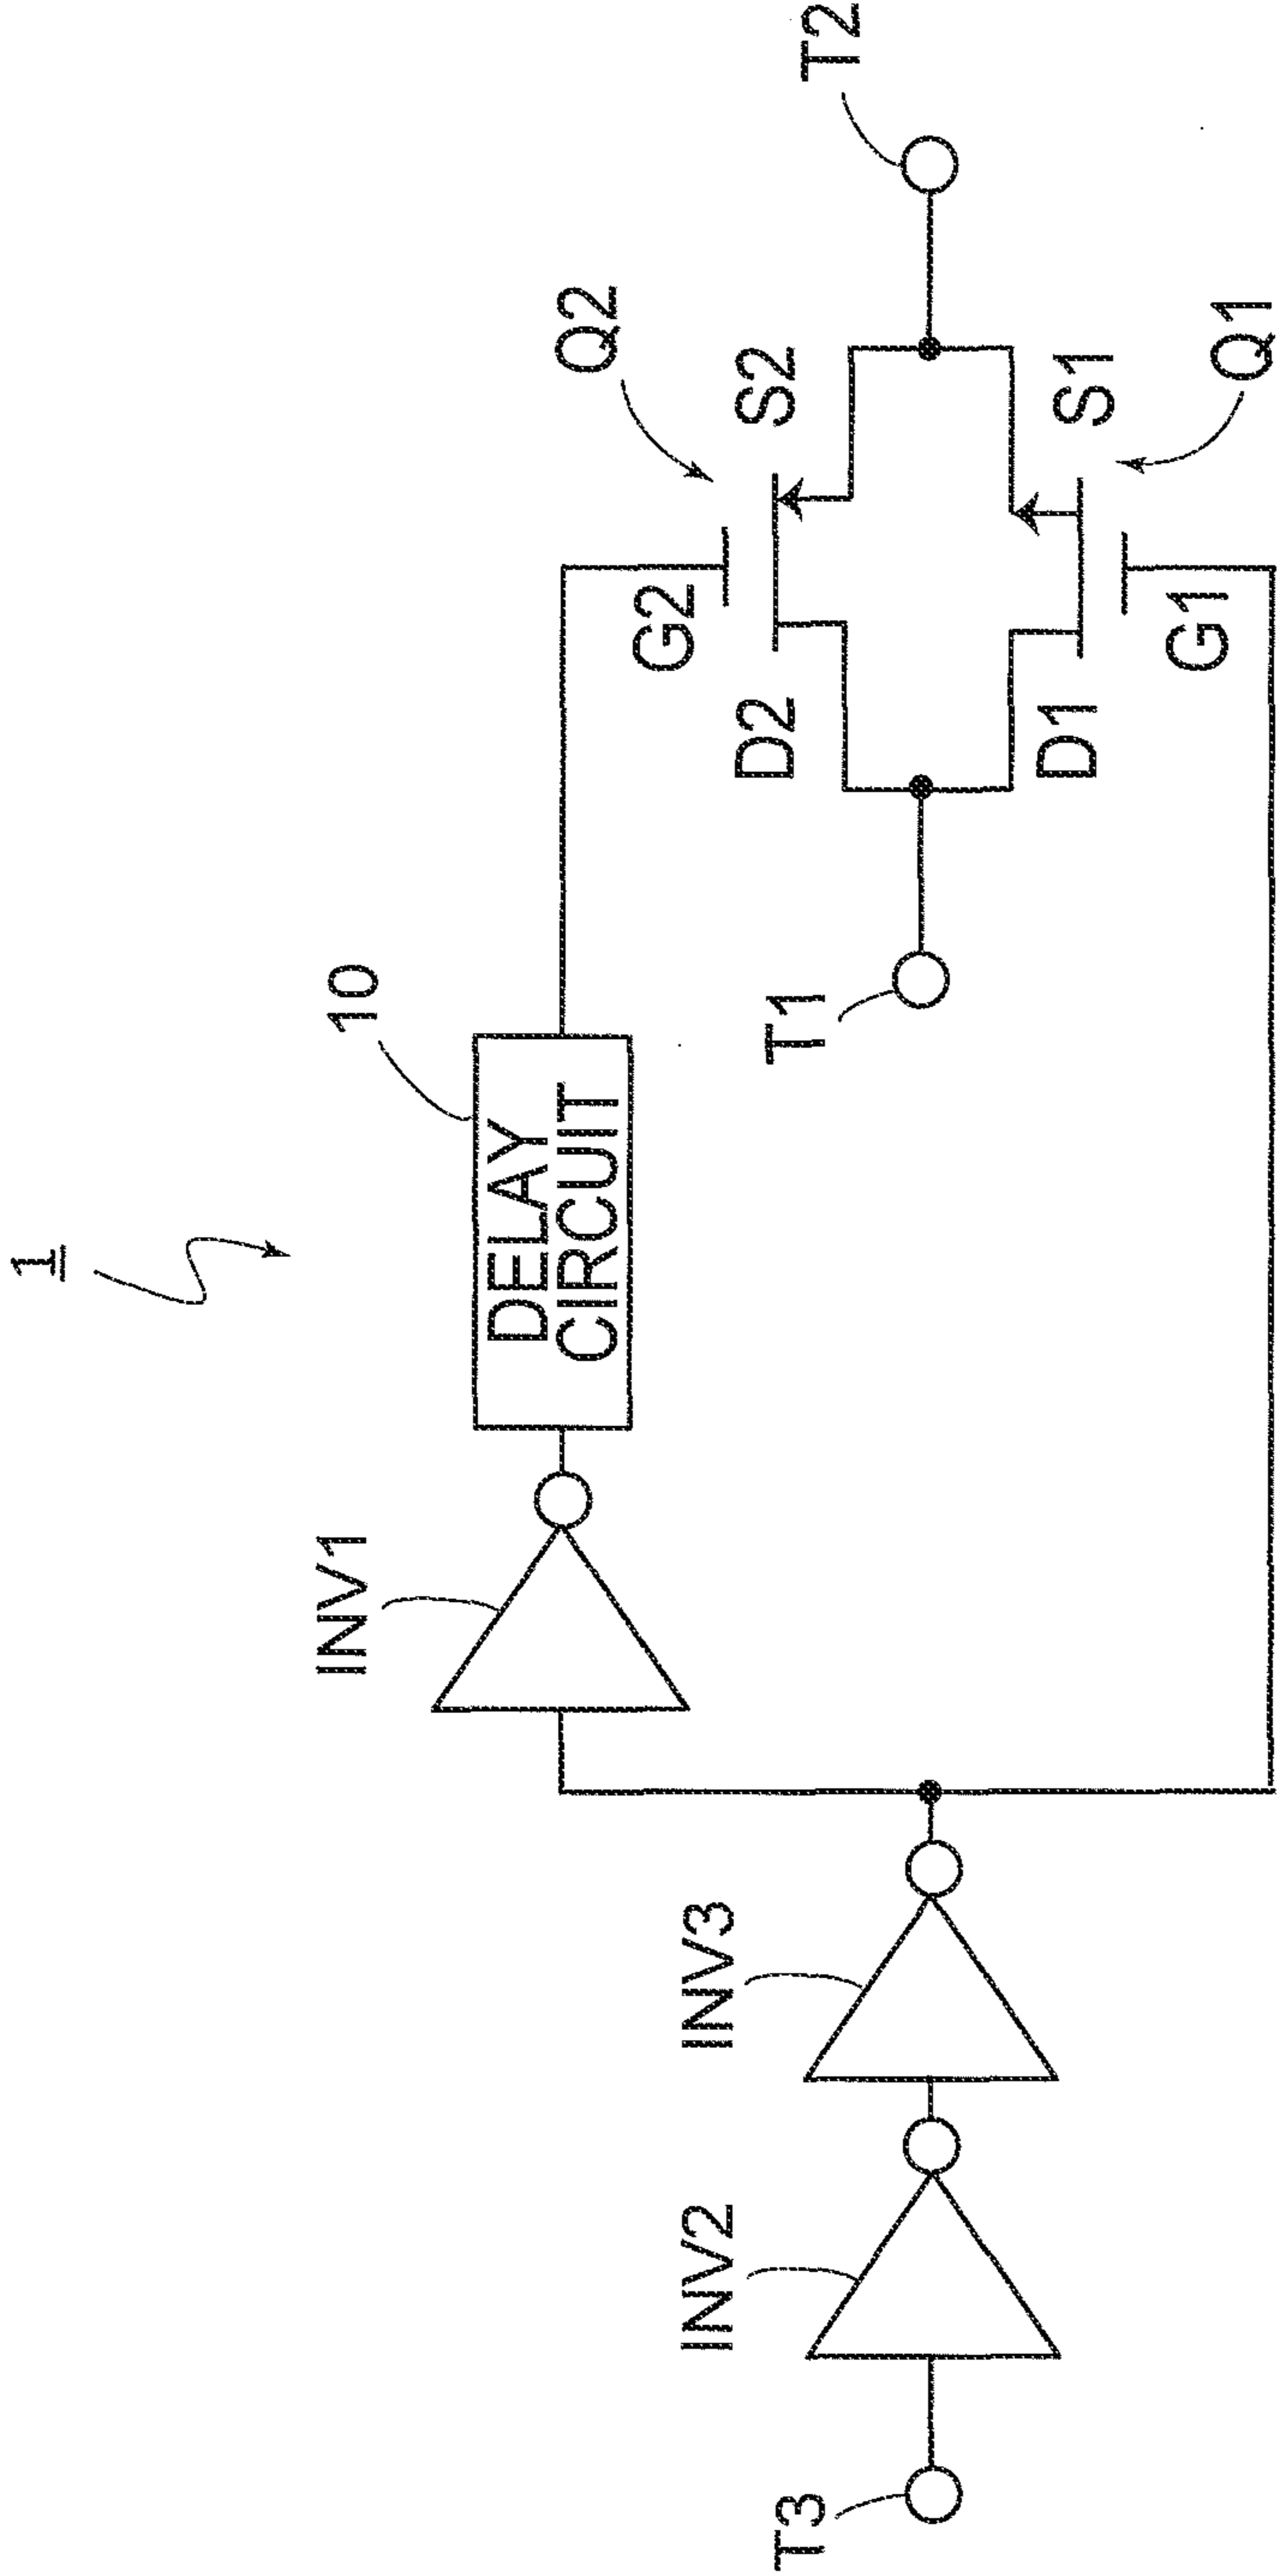 1
INV1
10
DELAY
CIRCUIT
Q2
G2
D2
S2
T3
INV2
INV3
T1
T2
D1
S1
G1
Q1